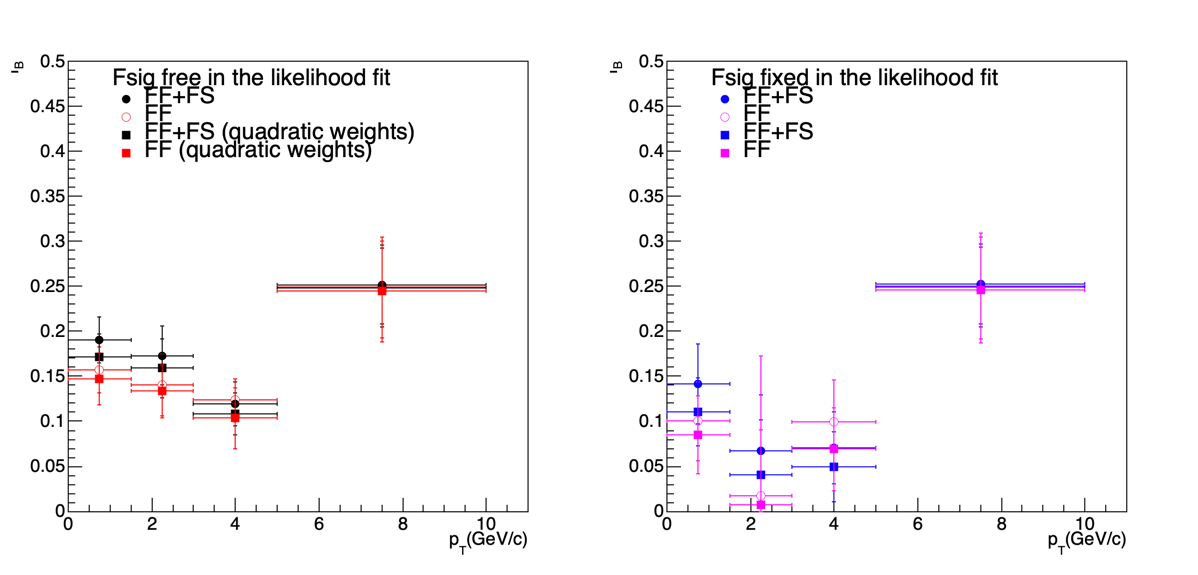 0.5
Fsig free in the likelihood fit
FF+FS
0.45
FF
FF+FS (quadratic weights)
0.4
FF (quadratic weights)
0.35
0.3
0.25
0.2
0.15
0.1
0.05
0
0 2 4 6 8 10
pT(GeV/c)
0.5
Fsig fixed in the likelihood fit
FF+FS
0.45
FF
FF+FS
0.4
FF
0.35
0.3
0.25
0.2
0.15
0.1
0.05
0
0 2 4 6 8 10
pT(GeV/c)